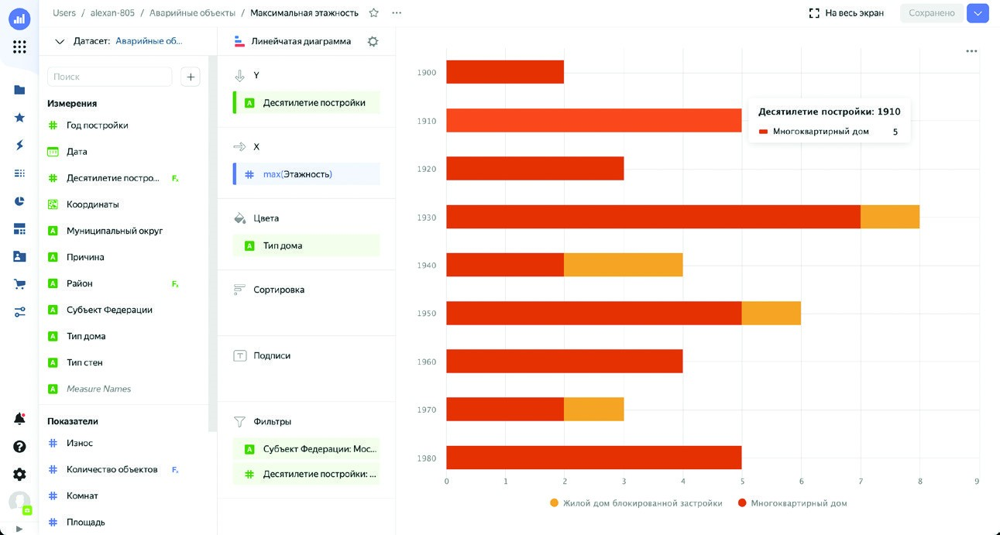 Users / alexan-805 / Аварийные объекты / Максимальная этажность
На весь экран
Сохранено
Датасет: Аварийные об...
Поиск
Измерения
Год постройки
Дата
Десятилетие постро...
Координаты
Муниципальный округ
Причина
Район
Субъект Федерации
Тип дома
Тип стен
Measure Names
Показатели
Износ
Количество объектов
Комнат
Площадь
Линейчатая диаграмма
Y
Десятилетие постройки
X
max(Этажность)
Цвета
Тип дома
Сортировка
Подписи
Фильтры
Субъект Федерации: Мос...
Десятилетие постройки: ...
1900
1910
1920
1930
1940
1950
1960
1970
1980
Десятилетие постройки: 1910
Многоквартирный дом 5
0 1 2 3 4 5 6 7 8 9
Жилой дом блокированной застройки Многоквартирный дом